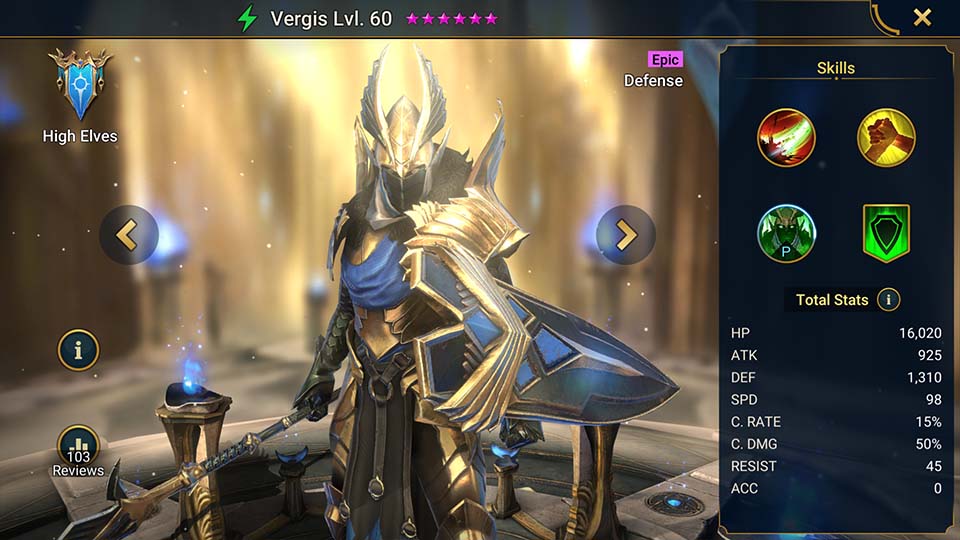 Vergis Lvl. 60
Epic
Defense
High Elves
103
Reviews
Skills
P
Total Stats i
HP 16,020
ATK 925
DEF 1,310
SPD 98
C. RATE 15%
C. DMG 50%
RESIST 45
ACC 0
i